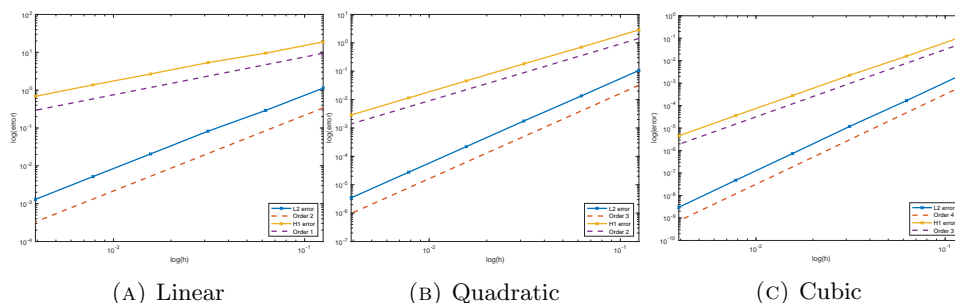 10^2
10^1
10^0
10^-1
10^-2
10^-3
10^-4
log(error)
10^-2
10^-1
log(h)
L2 error
Order 2
H1 error
Order 1
(A) Linear
10^1
10^0
10^-1
10^-2
10^-3
10^-4
10^-5
10^-6
10^-7
log(error)
10^-2
10^-1
log(h)
L2 error
Order 3
H1 error
Order 2
(B) Quadratic
10^0
10^-1
10^-2
10^-3
10^-4
10^-5
10^-6
10^-7
10^-8
10^-9
10^-10
log(error)
10^-2
10^-1
log(h)
L2 error
Order 4
H1 error
Order 3
(C) Cubic